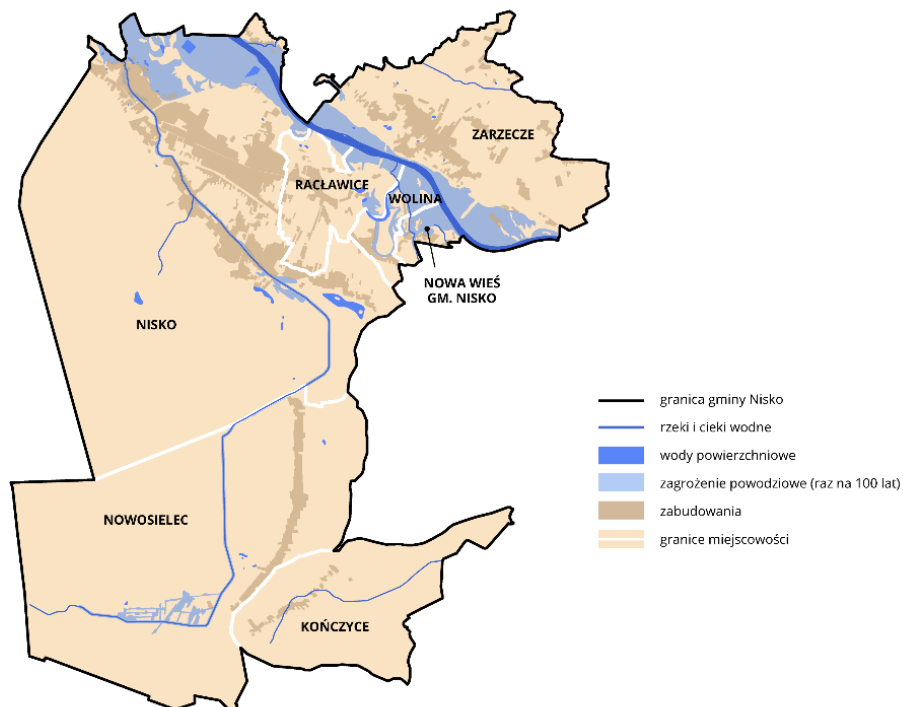 ZARZECZE
RACŁAWICE
WOLINA
NOWA WIEŚ
GM. NISKO
NISKO
granica gminy Nisko
rzeki i cieki wodne
wody powierzchniowe
zagrożenie powodziowe (raz na 100 lat)
zabudowania
granice miejscowości
NOWOSIELEC
KOŃCZYCE